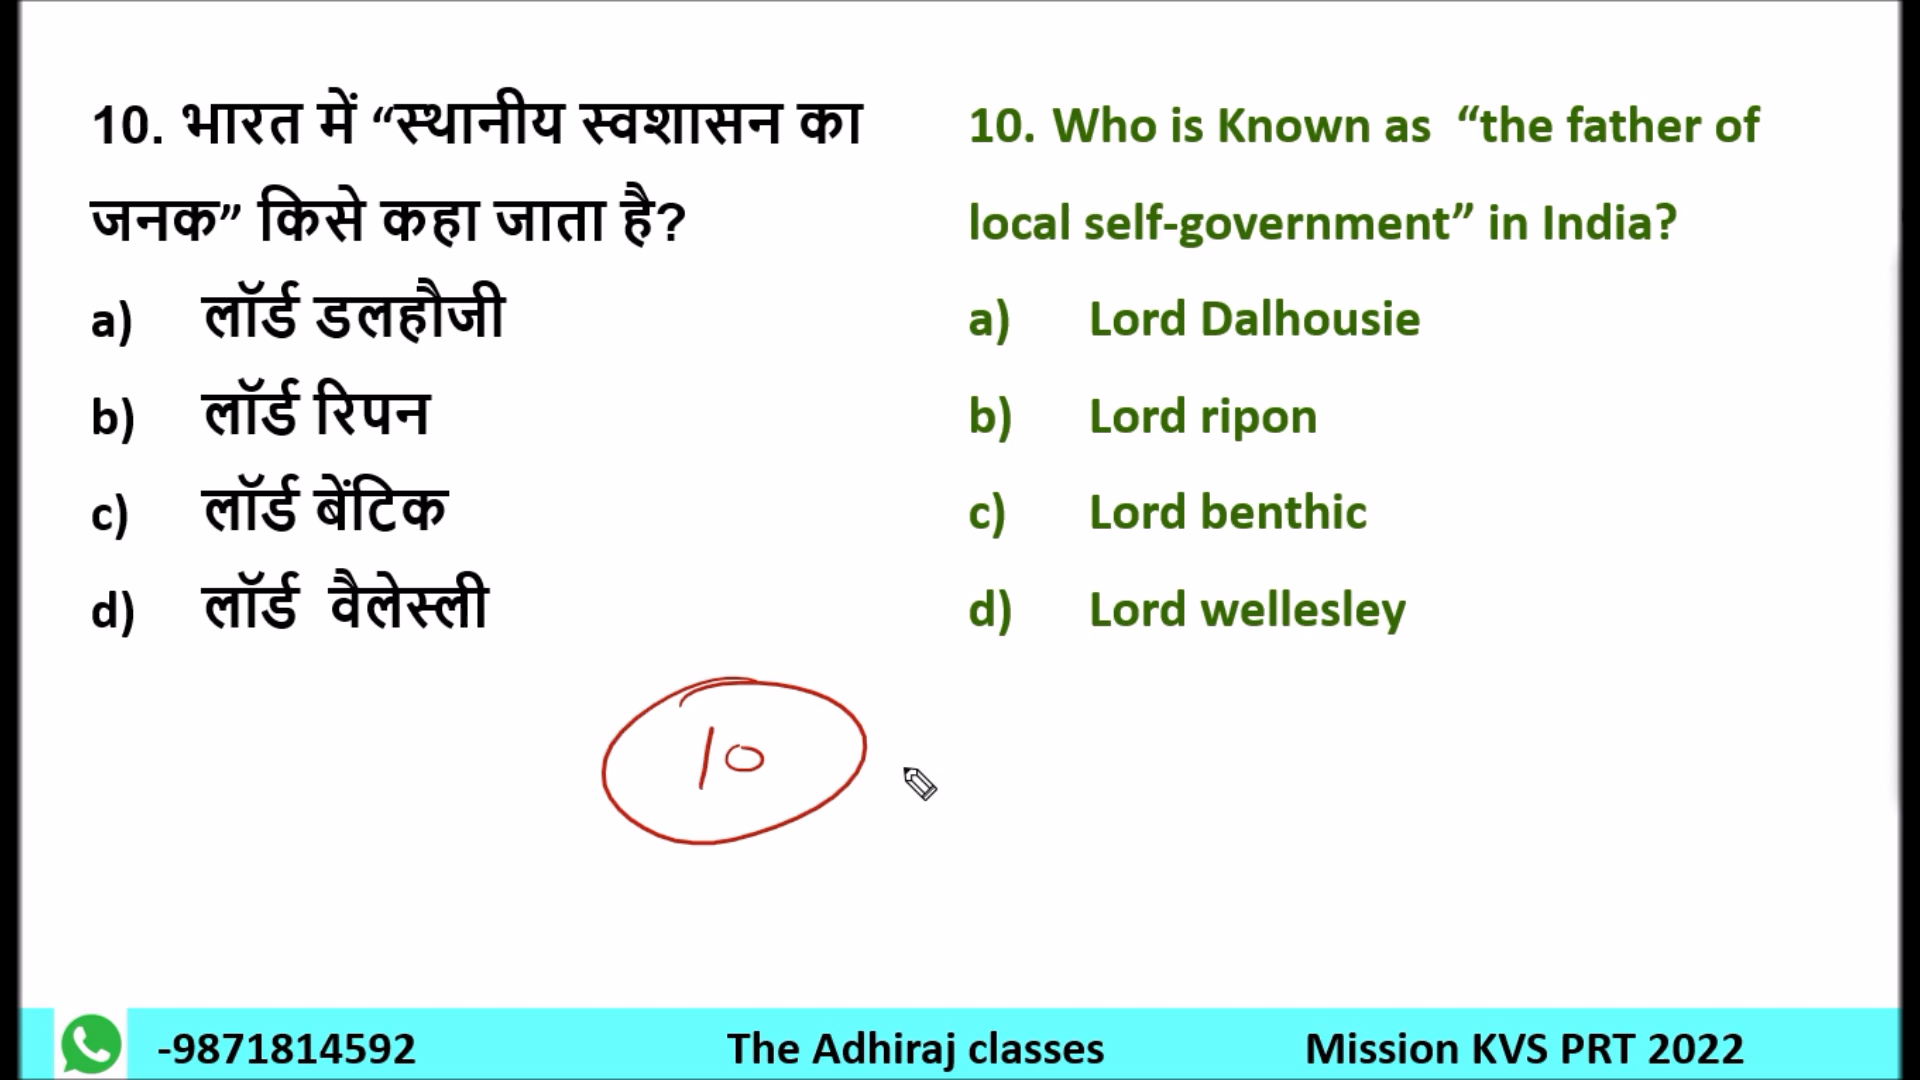 10. भारत में “स्थानीय स्वशासन का
जनक” किसे कहा जाता है?
a) लॉर्ड डलहौजी
b) लॉर्ड रिपन
c) लॉर्ड बेंटिक
d) लॉर्ड वैलेस्ली
10. Who is Known as “the father of
local self-government” in India?
a) Lord Dalhousie
b) Lord ripon
c) Lord benthic
d) Lord wellesley
10
-9871814592 The Adhiraj classes Mission KVS PRT 2022